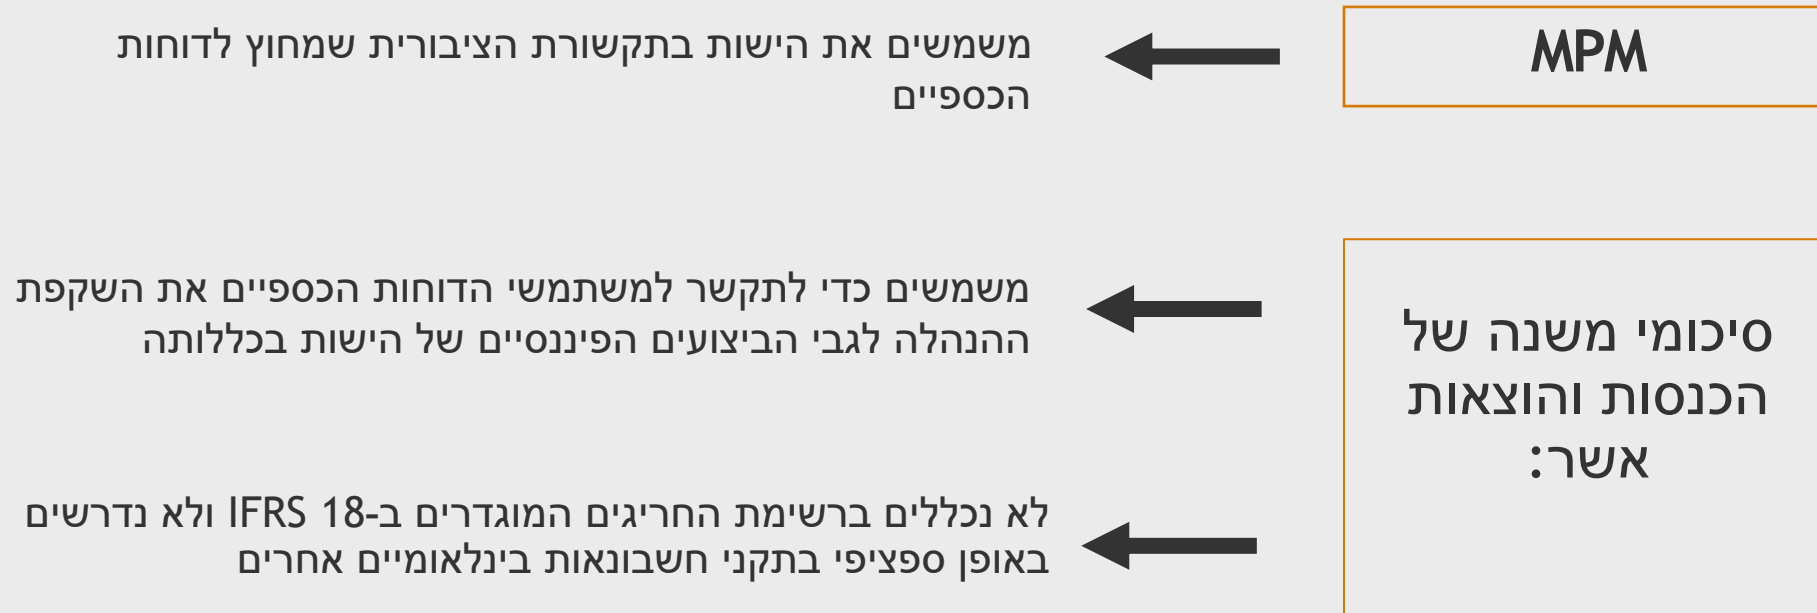 MPM
סיכומי משנה של
הכנסות והוצאות
אשר:
משמשים את הישות בתקשורת הציבורית שמחוץ לדוחות
הכספיים
משמשים כדי לתקשר למשתמשי הדוחות הכספיים את השקפת
ההנהלה לגבי הביצועים הפיננסיים של הישות בכללותה
לא נכללים ברשימת החריגים המוגדרים ב-IFRS 18 ולא נדרשים
באופן ספציפי בתקני חשבונאות בינלאומיים אחרים